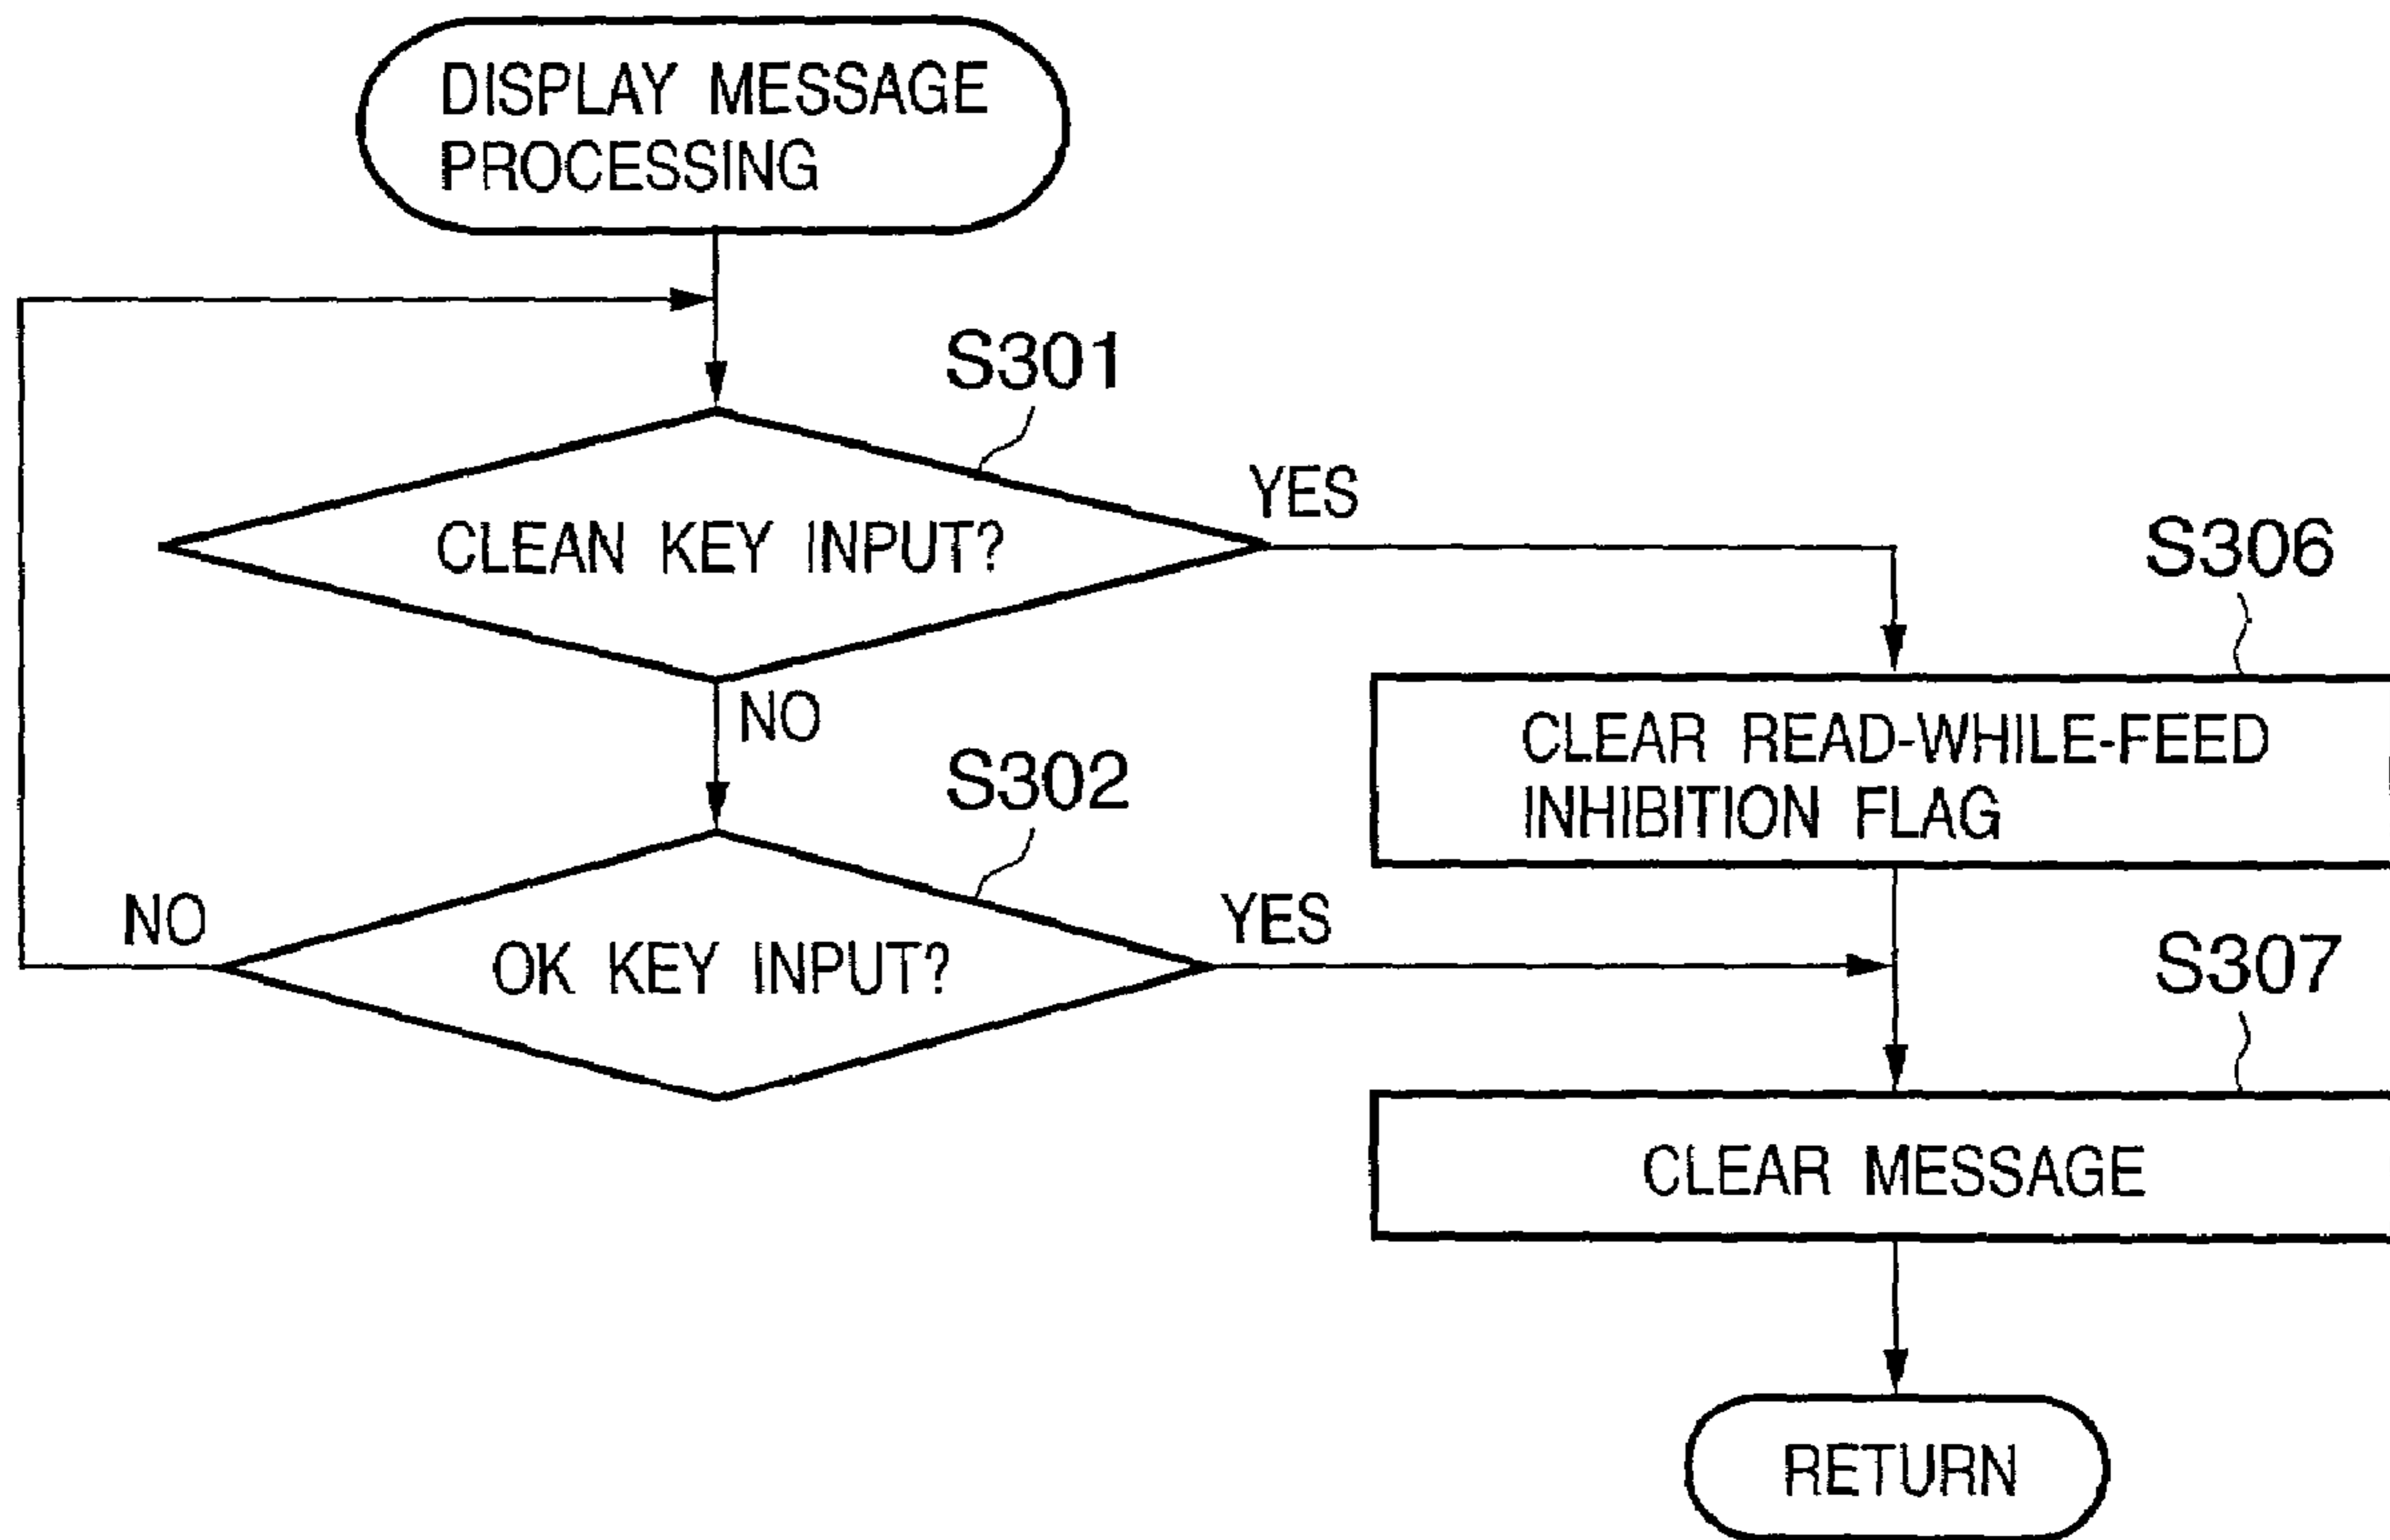 DISPLAY MESSAGE
PROCESSING
S301
CLEAN KEY INPUT?
YES
NO
S306
CLEAR READ-WHILE-FEED
INHIBITION FLAG
S302
OK KEY INPUT?
NO
YES
S307
CLEAR MESSAGE
RETURN